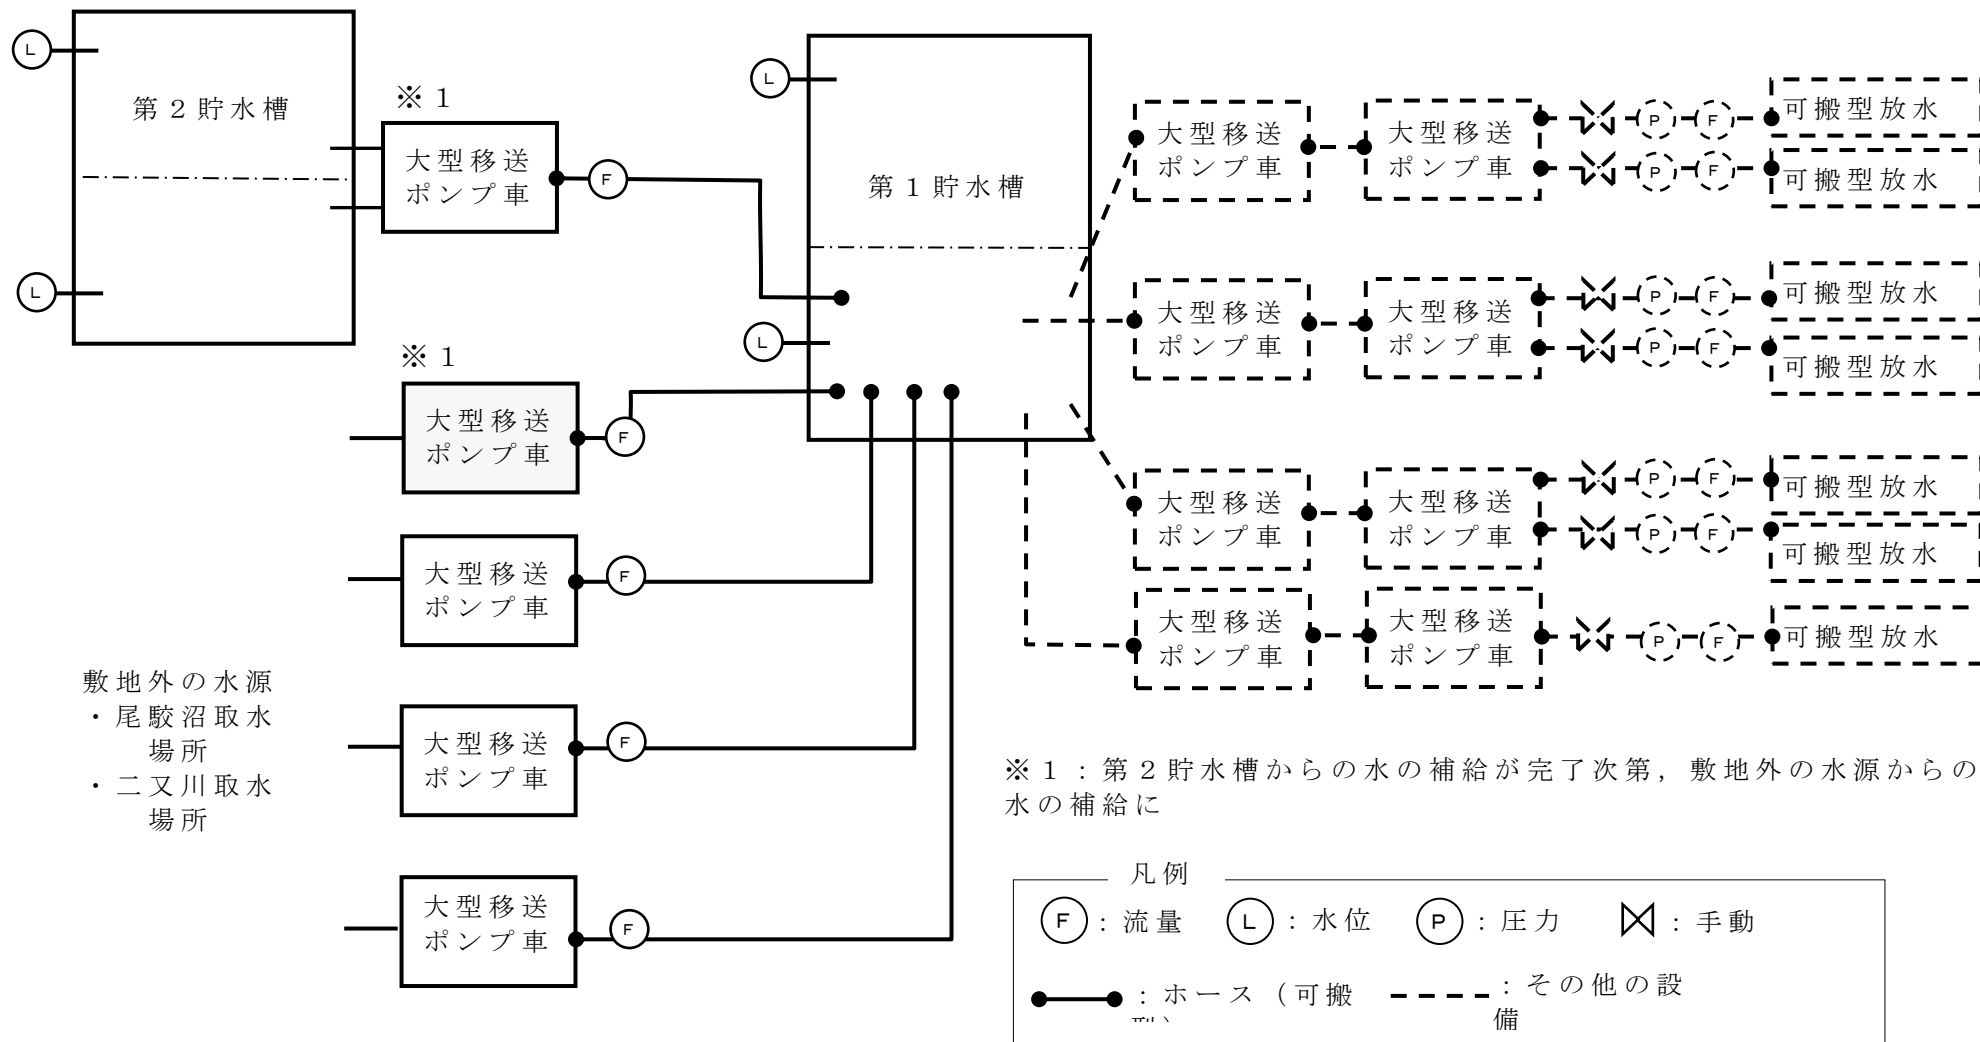 L
第２貯水槽
L
※１
大型移送
ポンプ車
F
L
第１貯水槽
L
※１
大型移送
ポンプ車
F
大型移送
ポンプ車
F
大型移送
ポンプ車
F
大型移送
ポンプ車
F
敷地外の水源
・尾駮沼取水
場所
・二又川取水
場所
大型移送
ポンプ車
大型移送
ポンプ車
P F 可搬型放水
P F 可搬型放水
大型移送
ポンプ車
大型移送
ポンプ車
P F 可搬型放水
P F 可搬型放水
大型移送
ポンプ車
大型移送
ポンプ車
P F 可搬型放水
P F 可搬型放水
大型移送
ポンプ車
大型移送
ポンプ車
P F 可搬型放水
※１：第２貯水槽からの水の補給が完了次第，敷地外の水源からの
水の補給に
凡例
F：流量 L：水位 P：圧力 ：手動
：ホース（可搬
：その他の設
備